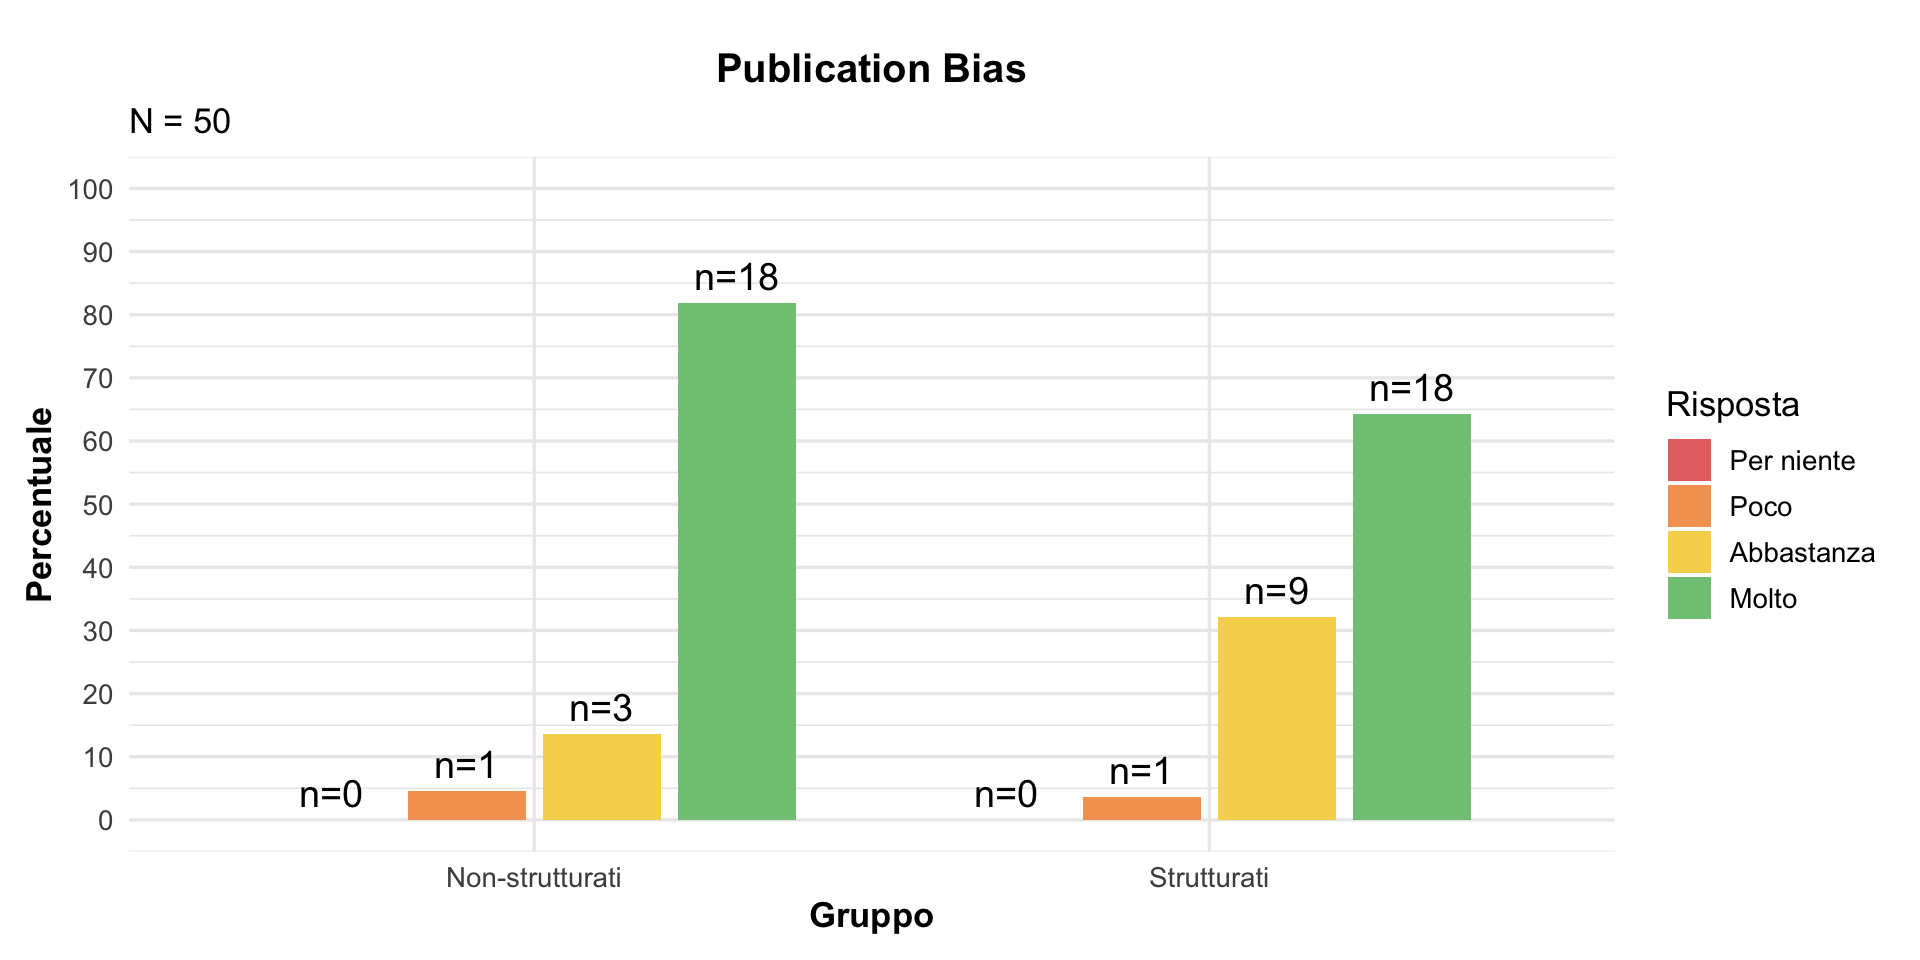 Publication Bias
N = 50
100
90
80
70
60
50
40
30
20
10
0
Percentuale
n=0
n=1
n=3
n=18
n=0
n=1
n=9
n=18
Non-strutturati
Strutturati
Gruppo
Risposta
Per niente
Poco
Abbastanza
Molto